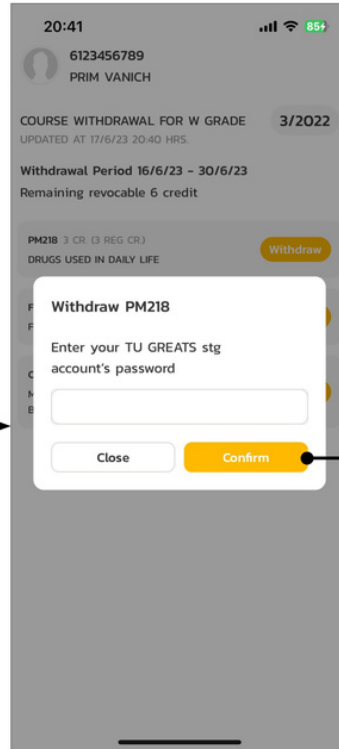 20:41
85
6123456789
PRIM VANICH
COURSE WITHDRAWAL FOR W GRADE
3/2022
UPDATED AT 17/6/23 20:40 HRS.
Withdrawal Period 16/6/23 - 30/6/23
Remaining revocable 6 credit
PM218 3 CR. (3 REG CR.)
DRUGS USED IN DAILY LIFE
Withdraw
F
F
C
M
B
Withdraw PM218
Enter your TU GREATS stg
account's password
Close
Confirm